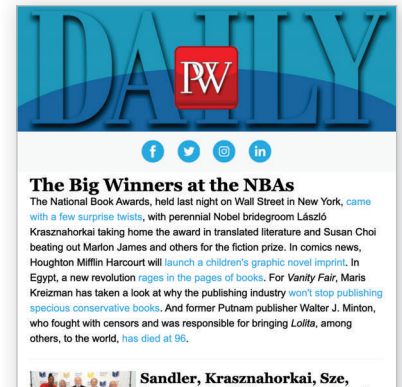 DAILY
PW
The Big Winners at the NBAs
The National Book Awards, held last night on Wall Street in New York, came
with a few surprise twists, with perennial Nobel bridegroom László
Krasznahorkai taking home the award in translated literature and Susan Choi
beating out Marlon James and others for the fiction prize. In comics news,
Houghton Mifflin Harcourt will launch a children's graphic novel imprint. In
Egypt, a new revolution rages in the pages of books. For Vanity Fair, Maris
Kreizman has taken a look at why the publishing industry won't stop publishing
specious conservative books. And former Putnam publisher Walter J. Minton,
who fought with censors and was responsible for bringing Lolita, among
others, to the world, has died at 96.
Sandler, Krasznahorkai, Sze,